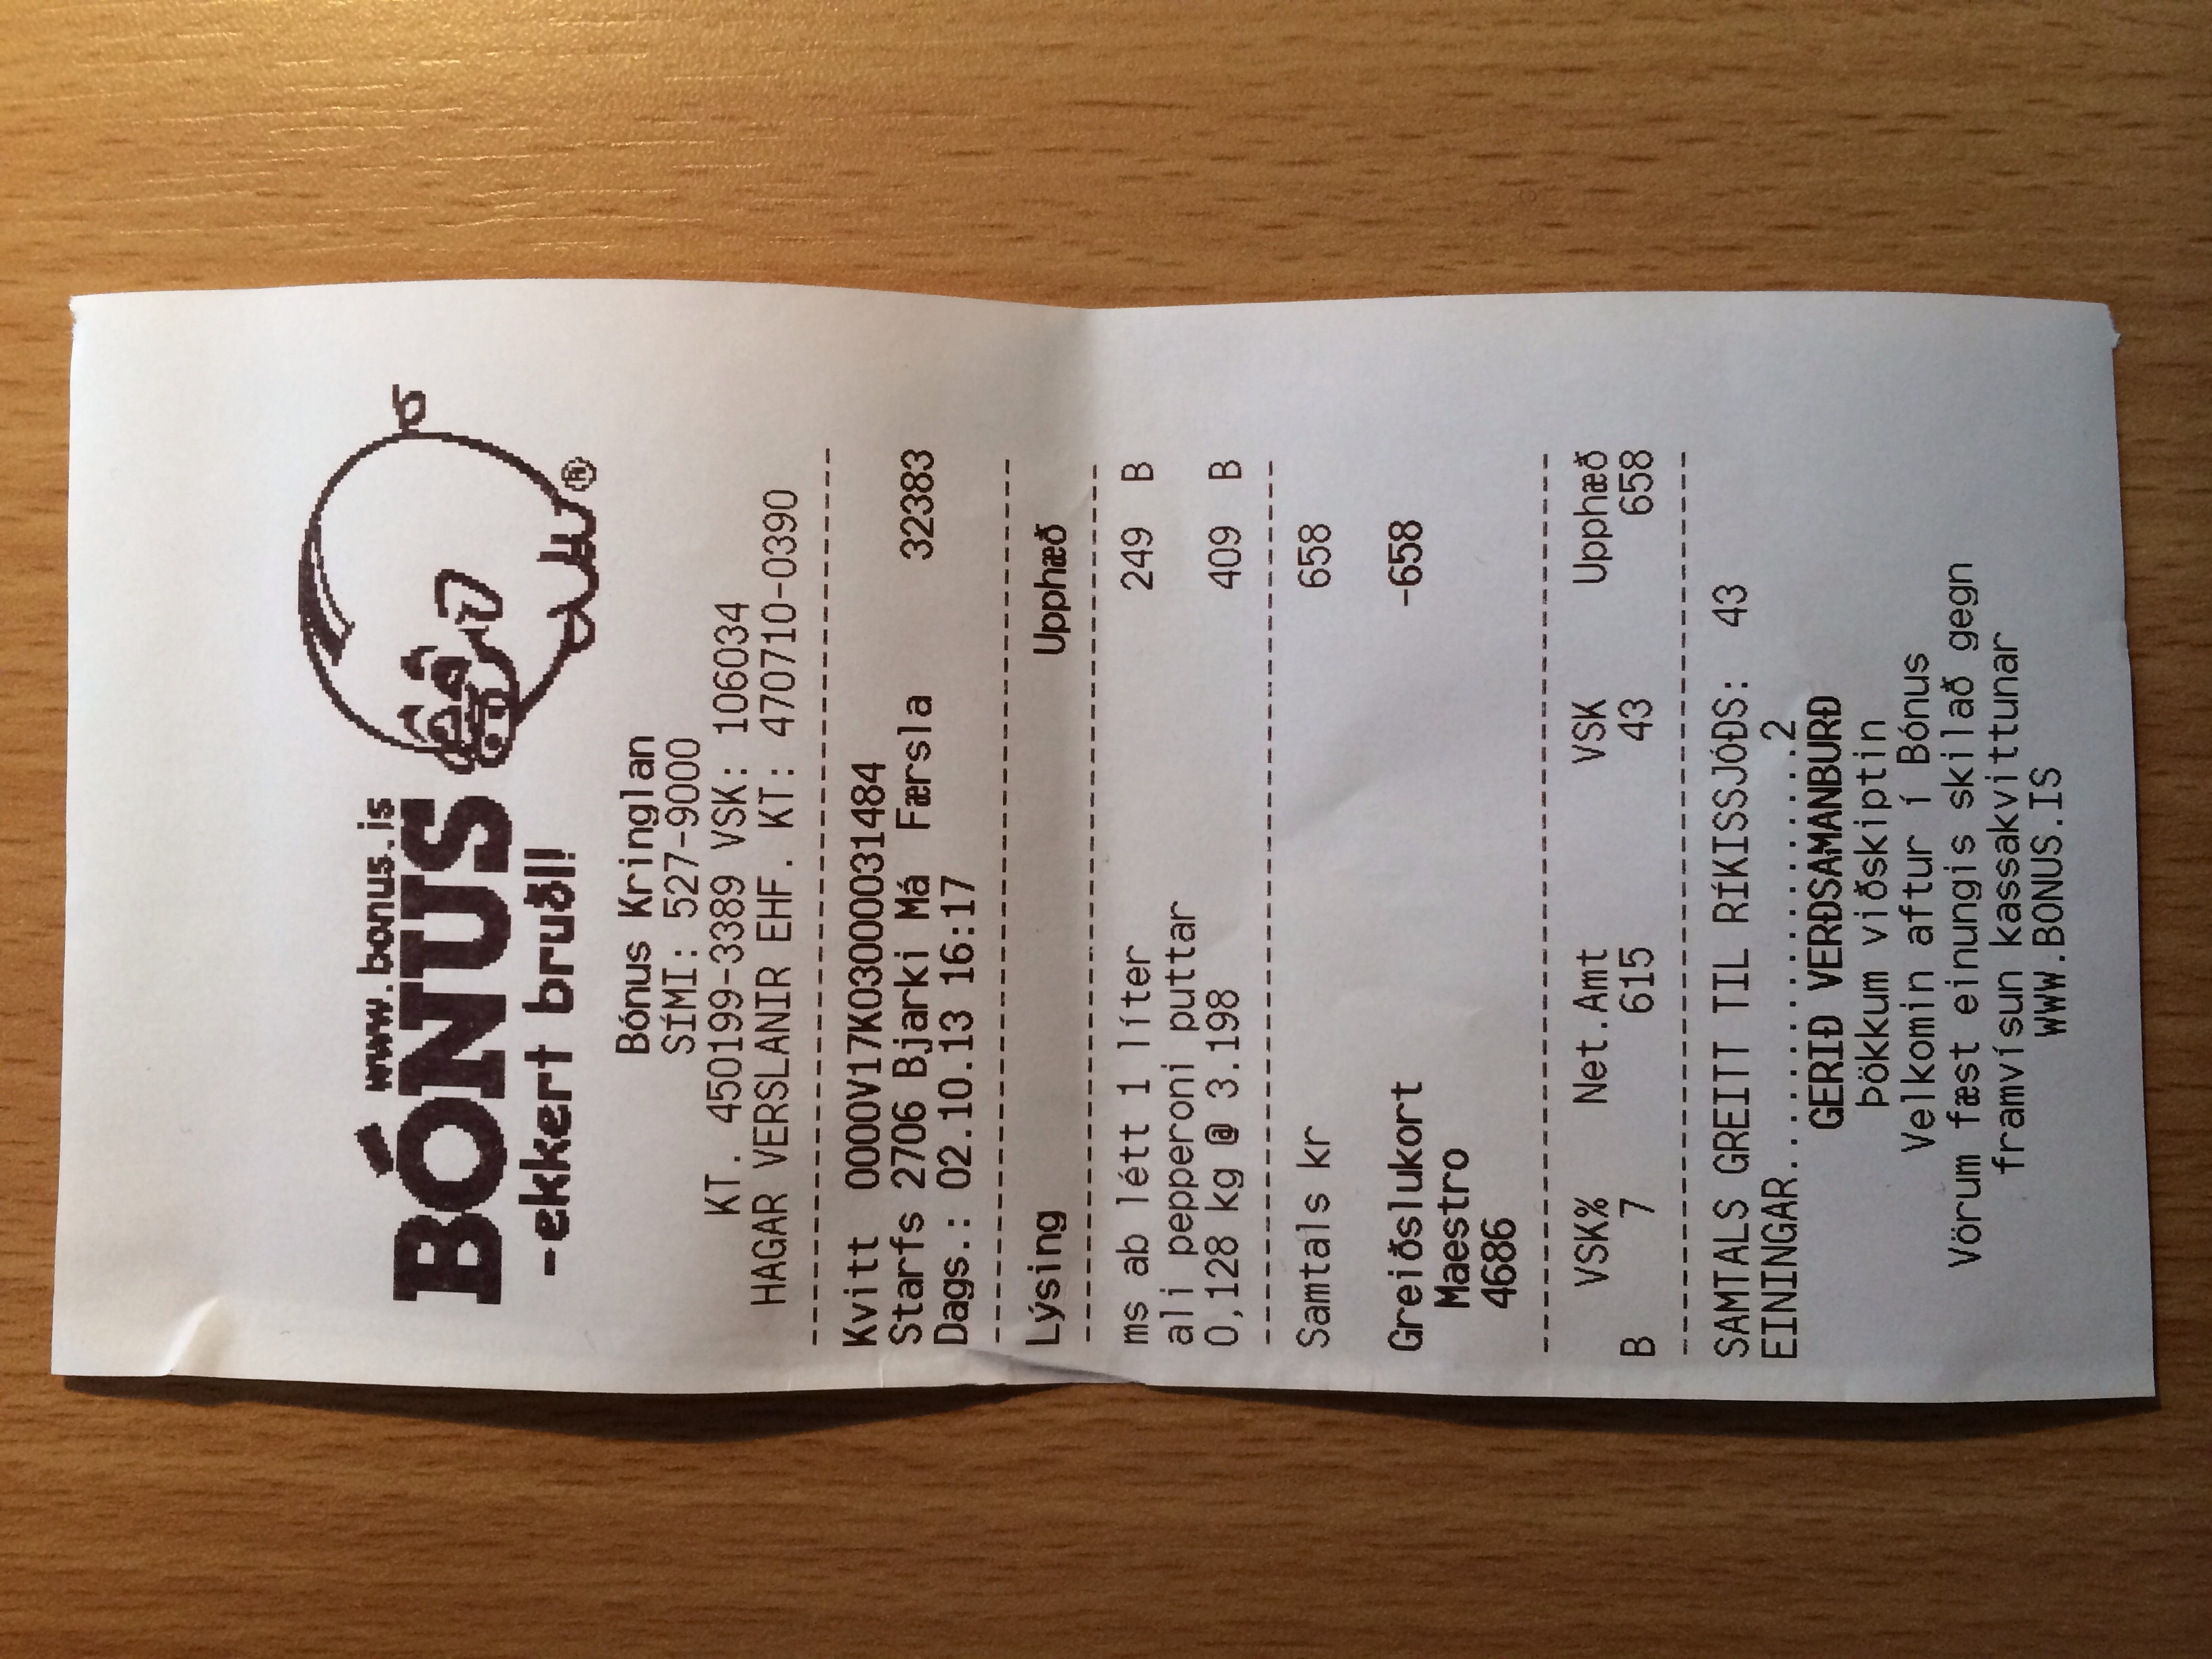 www.bonus.is
BÓNUS
-ekkert bruðl!
®
Bónus Kringlan
SÍMI: 527-9000
KT. 450199-3389 VSK: 106034
HAGAR VERSLANIR EHF. KT: 470710-0390
Kvitt 0000V17K03000031484
Starfs 2706 Bjarki Má Færsla 32383
Dags.: 02.10.13 16:17
Lýsing Upphæð
ms ab létt 1 líter 249 B
ali pepperoni puttar
0,128 kg @ 3.198 409 B
Samtals kr 658
Greiðslukort -658
Maestro
4686
VSK% Net.Amt VSK Upphæð
B 7 615 43 658
SAMTALS GREITT TIL RÍKISSJÓÐS: 43
EININGAR............................2
GERIÐ VERÐSAMANBURÐ
Þökkum viðskiptin
Velkomin aftur í Bónus
Vörum fæst einungis skilað gegn
framvísun kassakvittunar
WWW.BONUS.IS